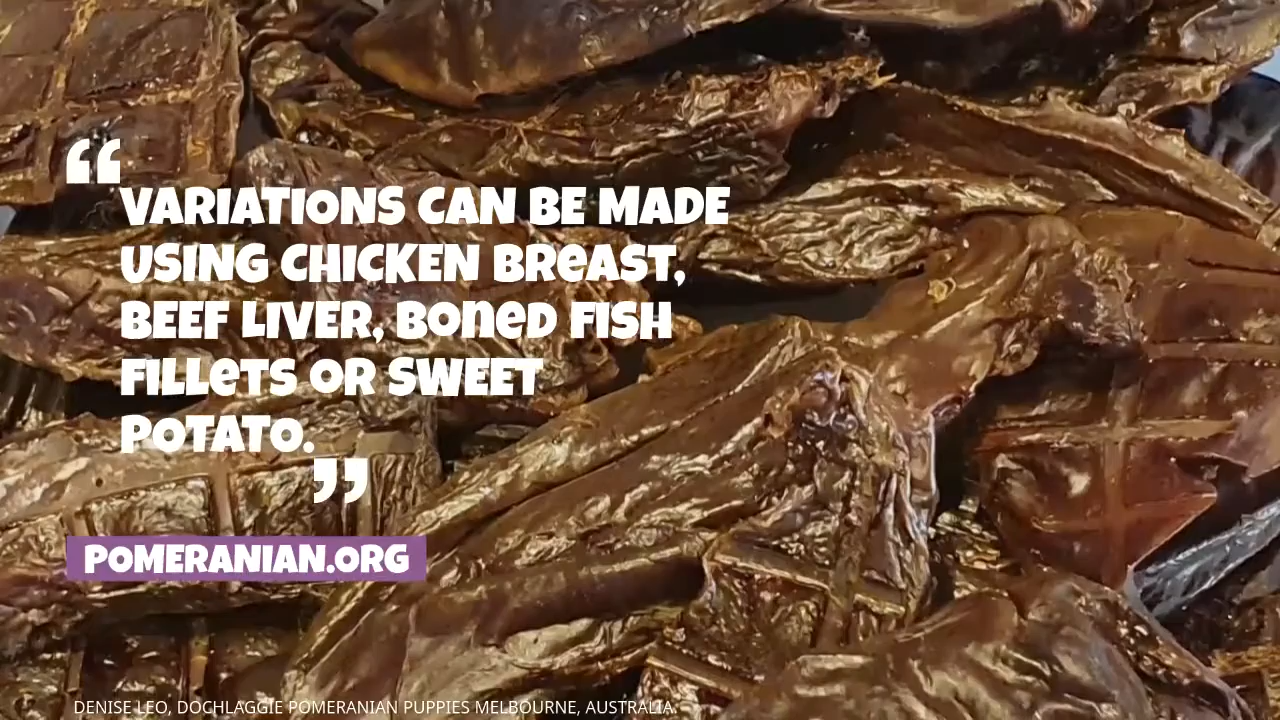 “
VARIATIONS CAN BE MADE
USING CHICKEN BREAST,
BEEF LIVER, BONED FISH
FILLETS OR SWEET
POTATO.
”
POMERANIAN.ORG
DENISE LEO, DOCHLAGGIE POMERANIAN PUPPIES MELBOURNE, AUSTRALIA.